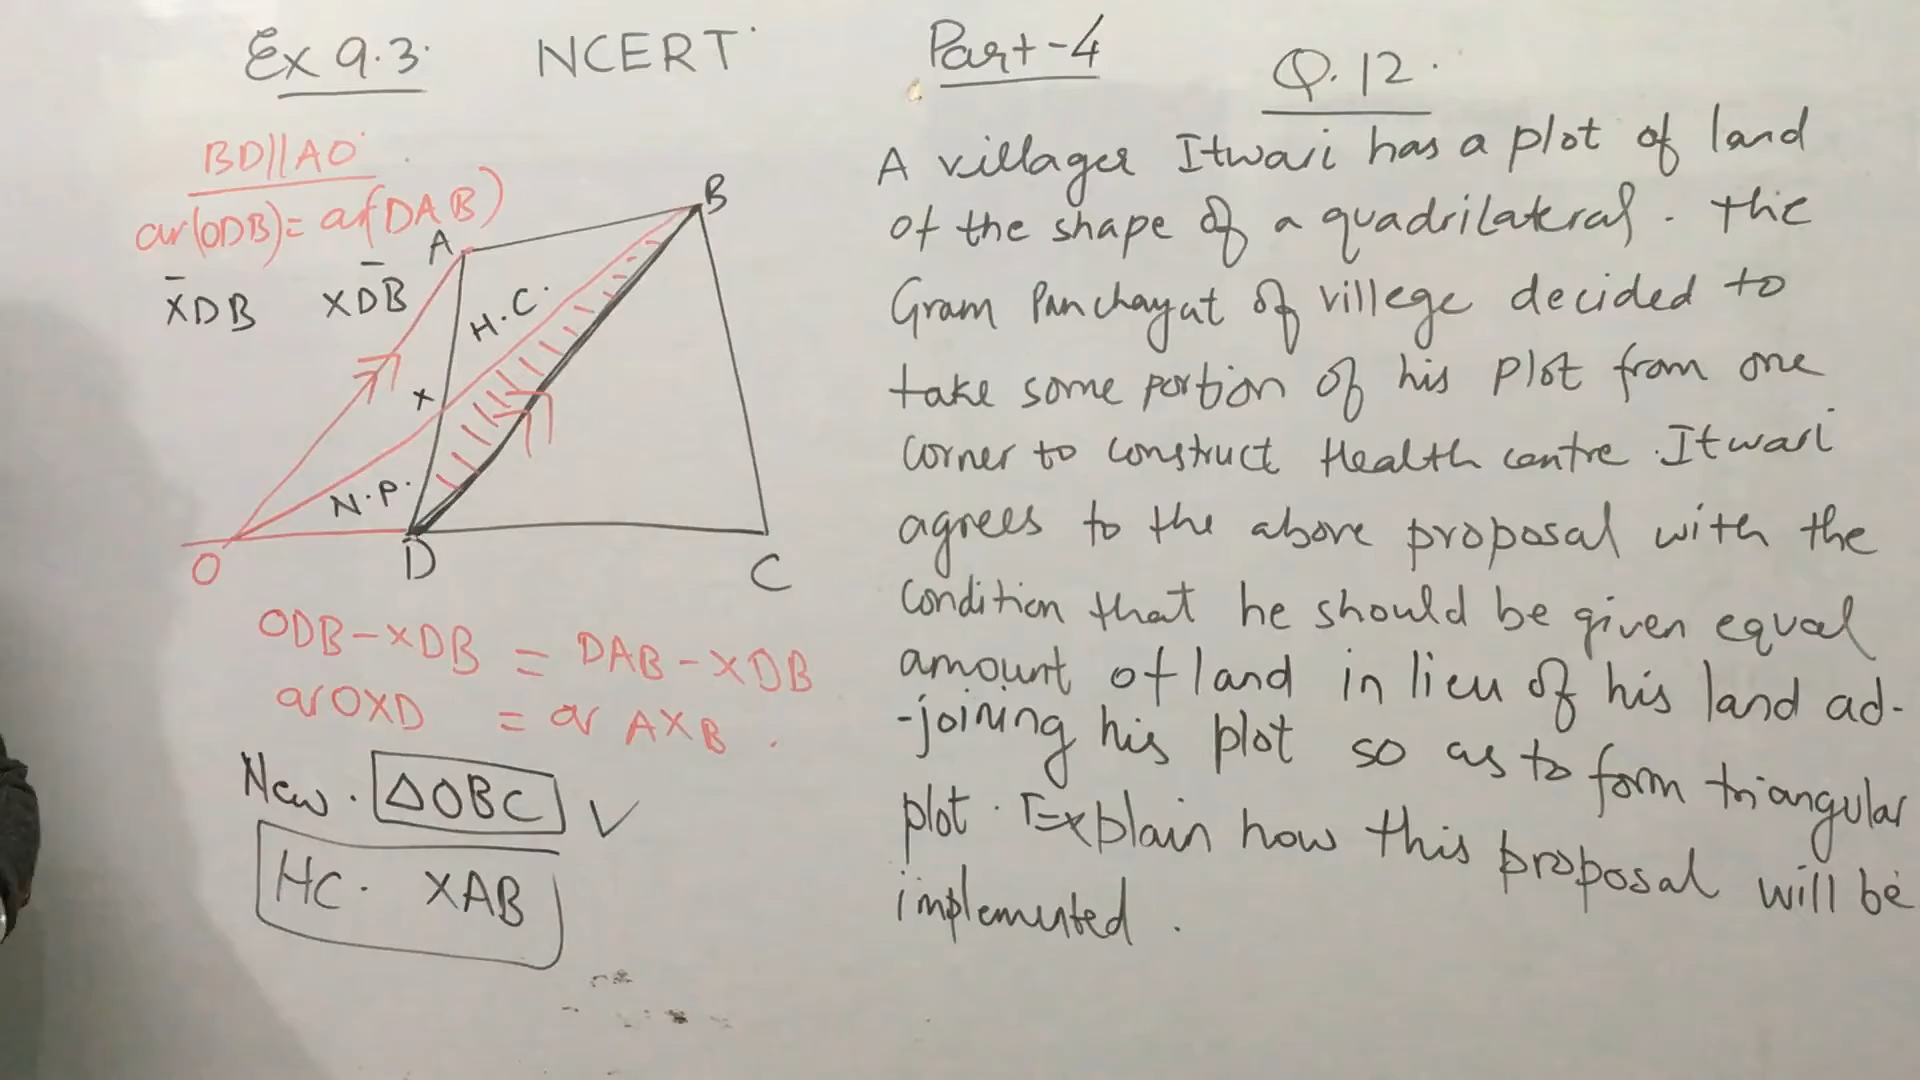 Ex 9.3. NCERT Part-4
Q. 12.
BD||AO
ar(ODB) = ar(DAB)
XDB XDB
A
B
H.C.
X
N.P.
O
D
C
ODB - XDB = DAB - XDB
ar OXD = ar AXB.
New. △OBC ✓
HC. XAB
A villager Itwari has a plot of land
of the shape of a quadrilateral. The
Gram Panchayat of villege decided to
take some portion of his plot from one
corner to construct Health centre. Itwari
agrees to the above proposal with the
condition that he should be given equal
amount of land in lieu of his land ad-
-joining his plot so as to form triangular
plot. Explain how this proposal will be
implemented.